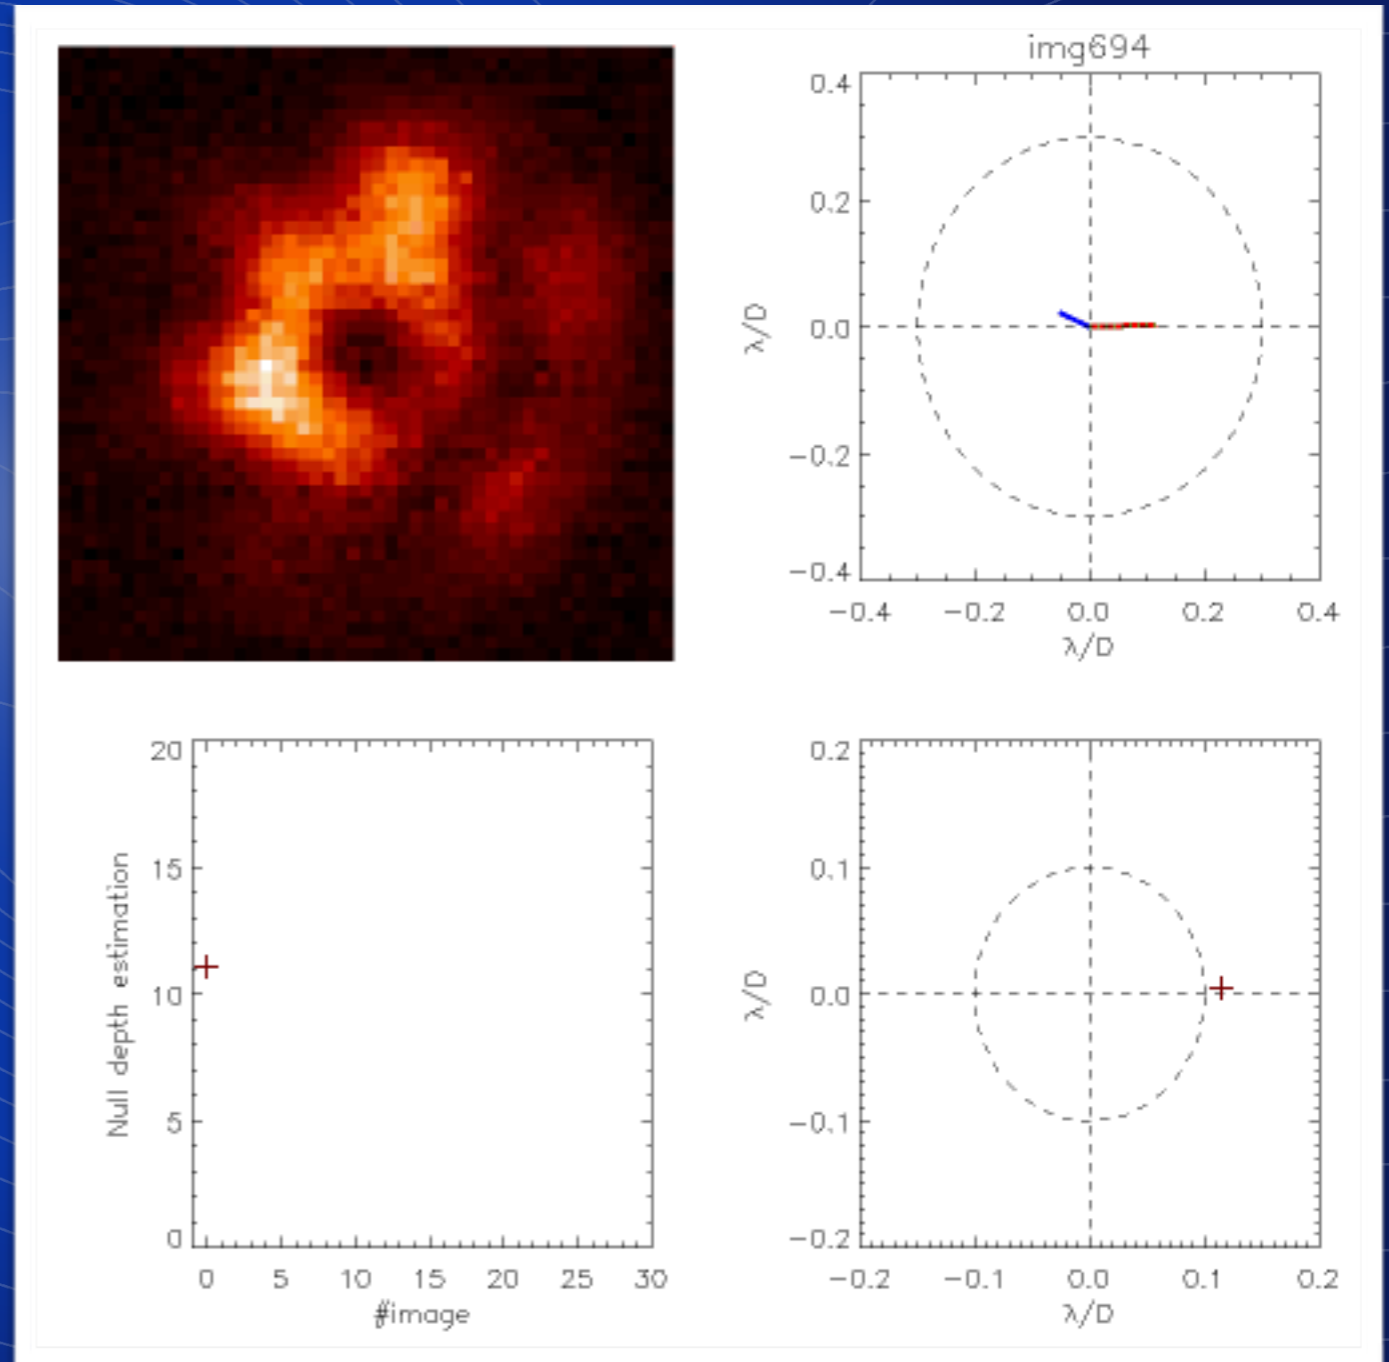 img694
0.4
0.2
0.0
−0.2
−0.4
λ/D
−0.4 −0.2 0.0 0.2 0.4
λ/D
20
15
10
5
0
Null depth estimation
0 5 10 15 20 25 30
#image
0.2
0.1
0.0
−0.1
−0.2
λ/D
−0.2 −0.1 0.0 0.1 0.2
λ/D